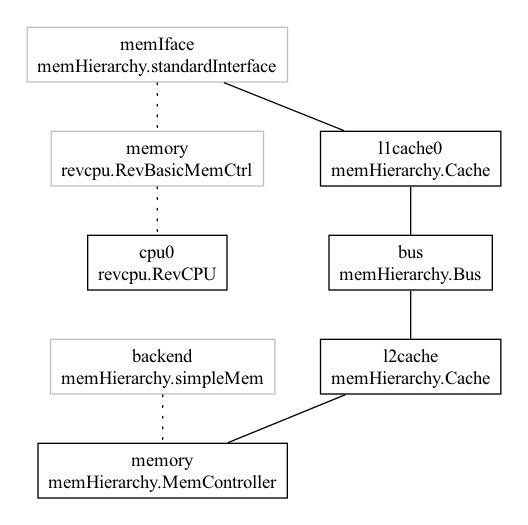 memIface
memHierarchy.standardInterface
memory
revcpu.RevBasicMemCtrl
l1cache0
memHierarchy.Cache
cpu0
revcpu.RevCPU
bus
memHierarchy.Bus
backend
memHierarchy.simpleMem
l2cache
memHierarchy.Cache
memory
memHierarchy.MemController